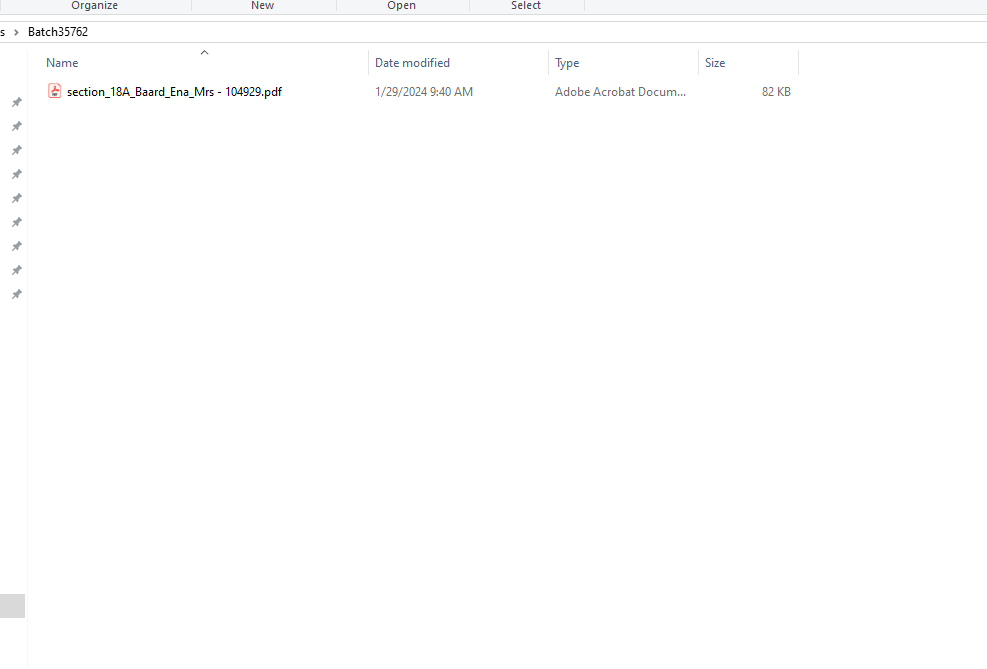 Organize New Open Select
s > Batch35762
Name Date modified Type Size
section_18A_Baard_Ena_Mrs - 104929.pdf 1/29/2024 9:40 AM Adobe Acrobat Docum... 82 KB